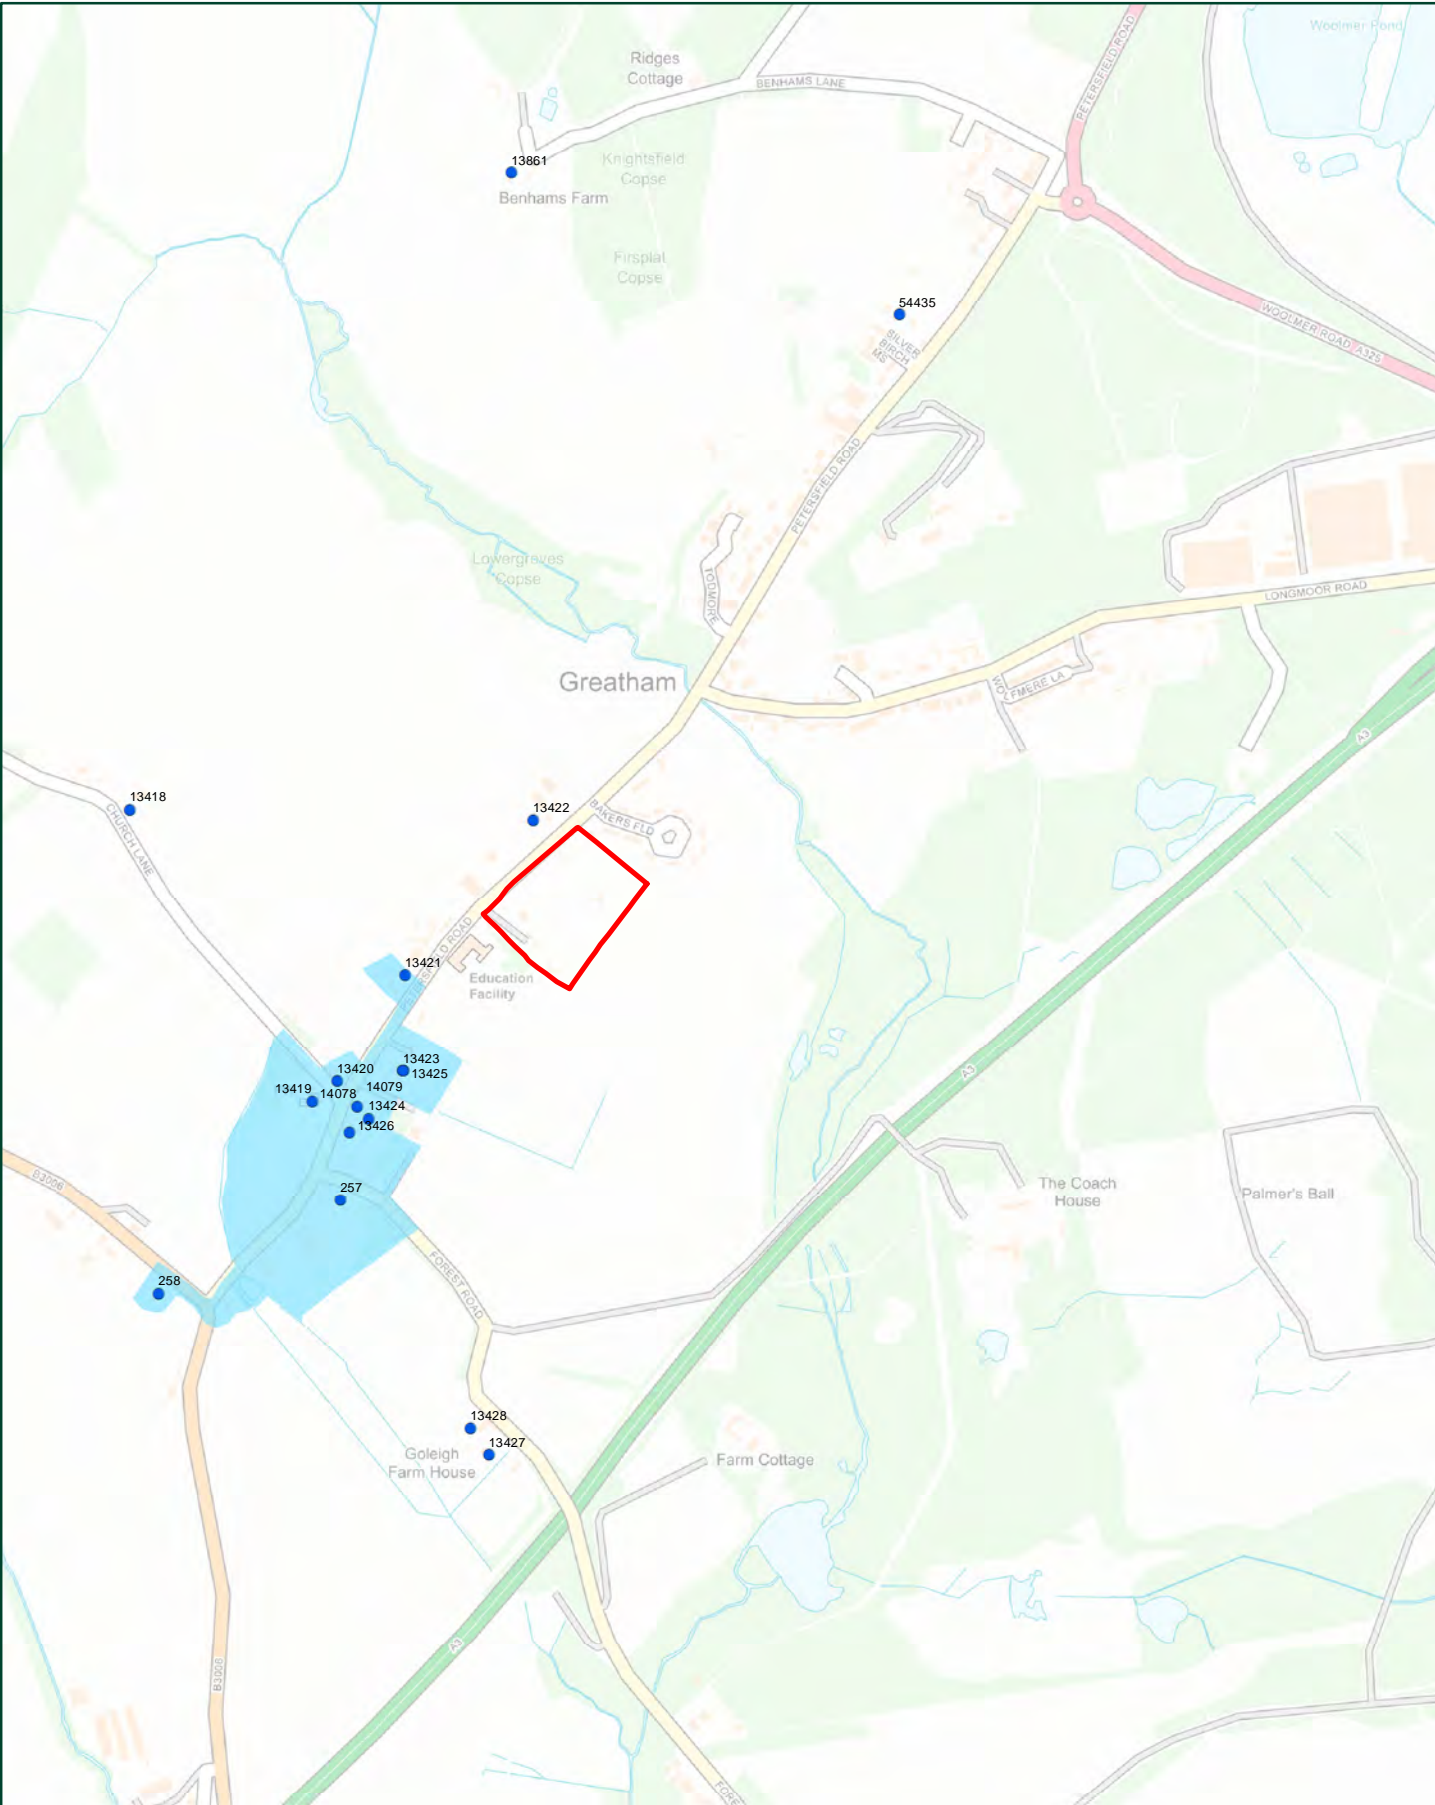 Woolmer Pond
PETERSFIELD ROAD
Ridges
Cottage
BENHAMS LANE
13861
Knightsfield
Copse
Benhams Farm
Firsplat
Copse
54435
SILVER
BIRCH
MS
WOOLMER ROAD A325
PETERSFIELD ROAD
Lowergraves
Copse
TODMORE
LONGMOOR ROAD
Greatham
WOLFMERE LA
A3
13418
CHURCH LANE
13422
BAKERS FLD
PETERSFIELD ROAD
13421
Education
Facility
13423
13425
13420
13419
14078
14079
13424
13426
A3
B3006
257
The Coach
House
Palmer's Ball
258
FOREST ROAD
13428
13427
Goleigh
Farm House
Farm Cottage
A3
B3006
FORE